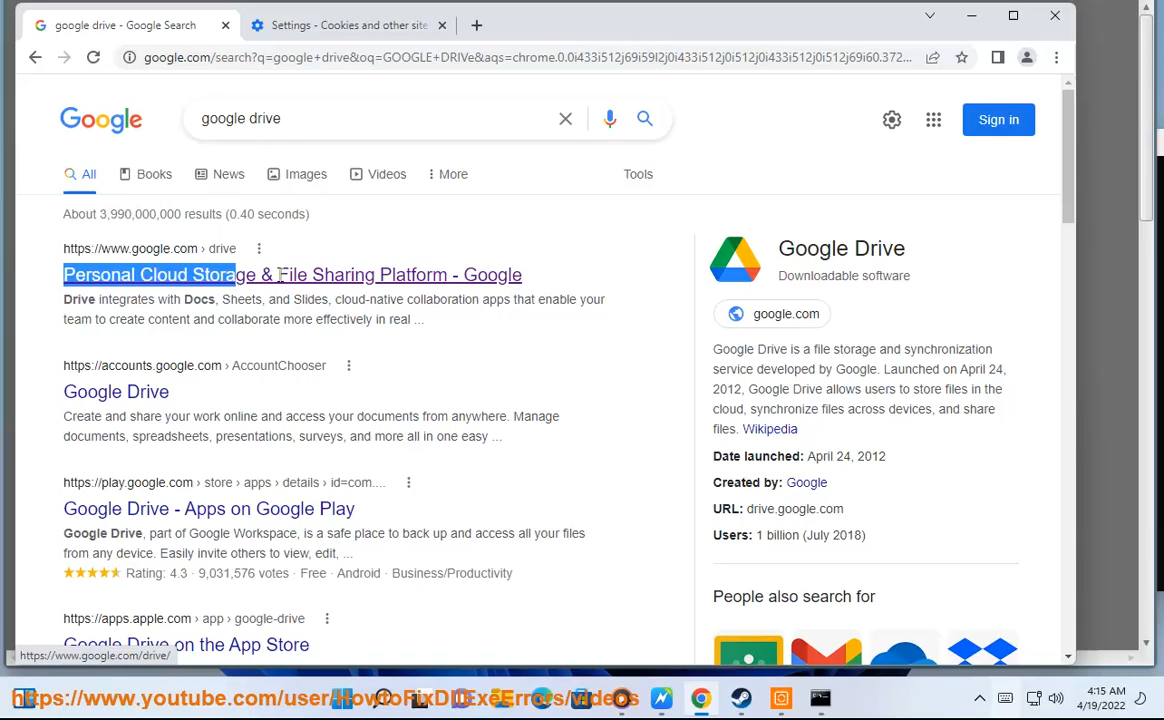 google drive - Google Search
Settings - Cookies and other site
google.com/search?q=google+drive&oq=GOOGLE+DRIVe&aqs=chrome.0.0i433i512j69i59l2j0i433i512j0i512j0i433i512j0i512j69i60.372...
Google
google drive
Sign in
All
Books
News
Images
Videos
More
Tools
About 3,990,000,000 results (0.40 seconds)
https://www.google.com › drive
Personal Cloud Storage & File Sharing Platform - Google
Drive integrates with Docs, Sheets, and Slides, cloud-native collaboration apps that enable your
team to create content and collaborate more effectively in real ...
https://accounts.google.com › AccountChooser
Google Drive
Create and share your work online and access your documents from anywhere. Manage
documents, spreadsheets, presentations, surveys, and more all in one easy ...
https://play.google.com › store › apps › details › id=com....
Google Drive - Apps on Google Play
Google Drive, part of Google Workspace, is a safe place to back up and access all your files
from any device. Easily invite others to view, edit, ...
Rating: 4.3 · 9,031,576 votes · Free · Android · Business/Productivity
https://apps.apple.com › app › google-drive
Google Drive on the App Store
https://www.google.com/drive/
Google Drive
Downloadable software
google.com
Google Drive is a file storage and synchronization
service developed by Google. Launched on April 24,
2012, Google Drive allows users to store files in the
cloud, synchronize files across devices, and share
files. Wikipedia
Date launched: April 24, 2012
Created by: Google
URL: drive.google.com
Users: 1 billion (July 2018)
People also search for
https://www.youtube.com/user/HowtoFixDllExeErrors/videos
4:15 AM
4/19/2022